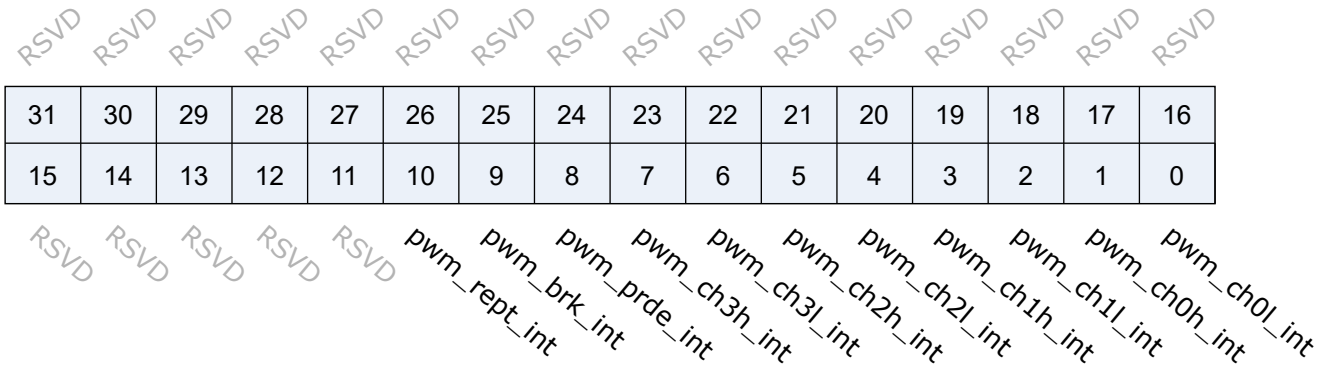 RSVD RSVD RSVD RSVD RSVD RSVD RSVD RSVD RSVD RSVD RSVD RSVD RSVD RSVD RSVD RSVD
31 30 29 28 27 26 25 24 23 22 21 20 19 18 17 16
15 14 13 12 11 10 9 8 7 6 5 4 3 2 1 0
RSVD RSVD RSVD RSVD RSVD pwm_rept_int pwm_brk_int pwm_prde_int pwm_ch3h_int pwm_ch3l_int pwm_ch2h_int pwm_ch2l_int pwm_ch1h_int pwm_ch1l_int pwm_ch0h_int pwm_ch0l_int